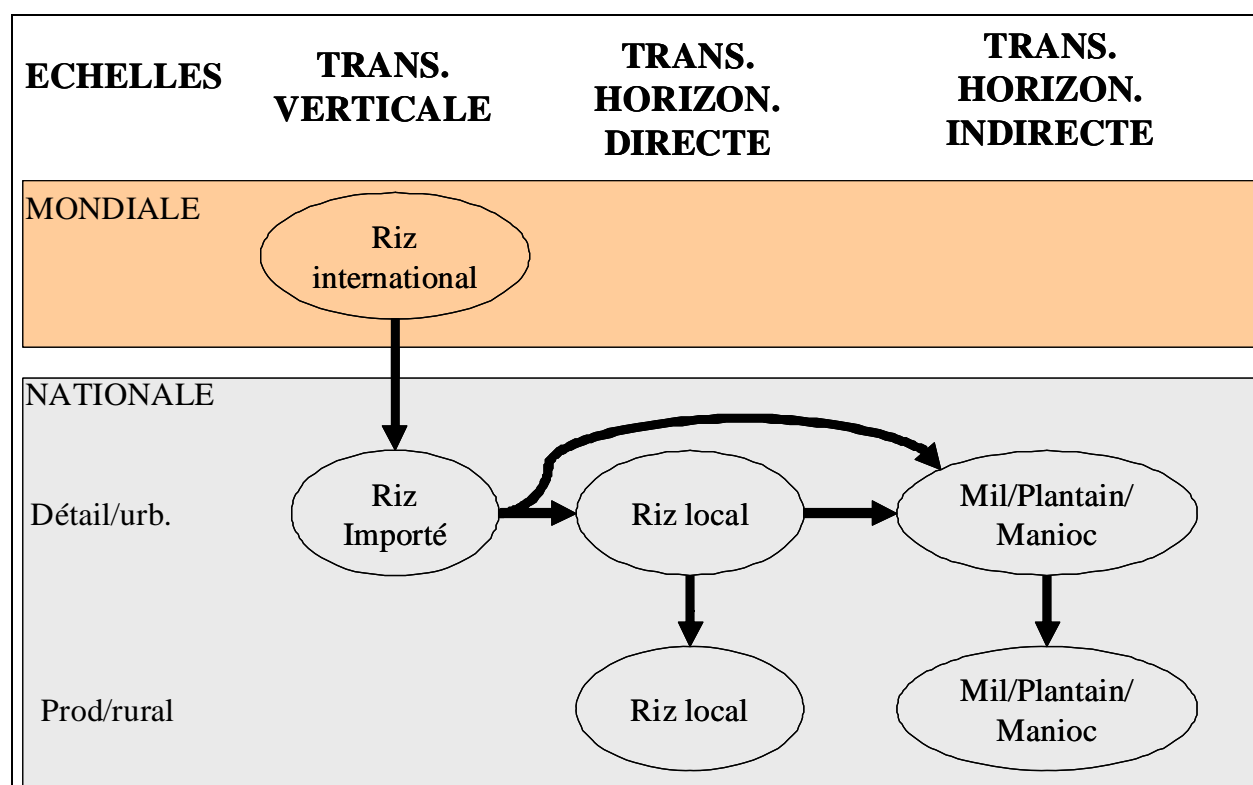 ECHELLES
TRANS.
VERTICALE
TRANS.
HORIZON.
DIRECTE
TRANS.
HORIZON.
INDIRECTE
MONDIALE
Riz
international
NATIONALE
Détail/urb.
Riz
Importé
Riz local
Mil/Plantain/
Manioc
Prod/rural
Riz local
Mil/Plantain/
Manioc